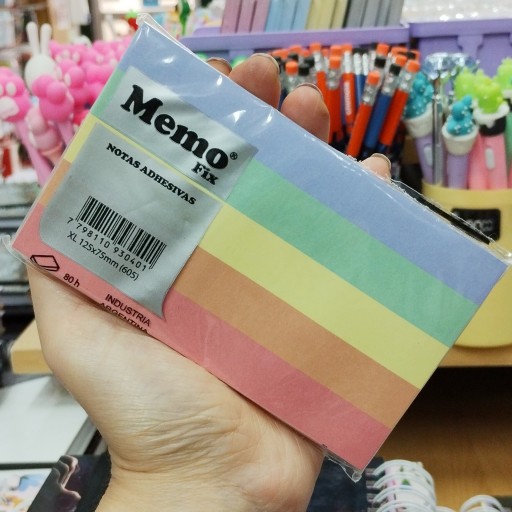 Memo®
Fix
NOTAS ADHESIVAS
7 798110 930401
XL 125x75mm (605)
80 h
INDUSTRIA
ARGENTINA